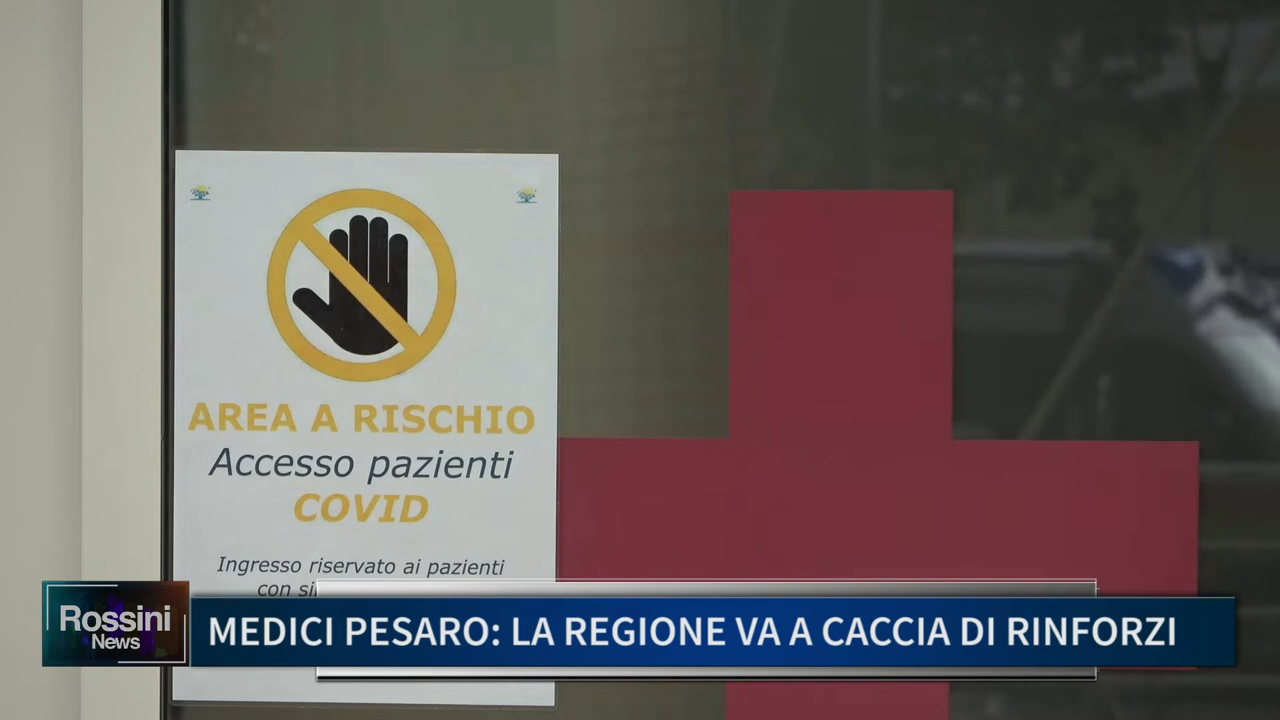 AREA A RISCHIO
Accesso pazienti
COVID
Ingresso riservato ai pazienti
con
Rossini
News
MEDICI PESARO: LA REGIONE VA A CACCIA DI RINFORZI